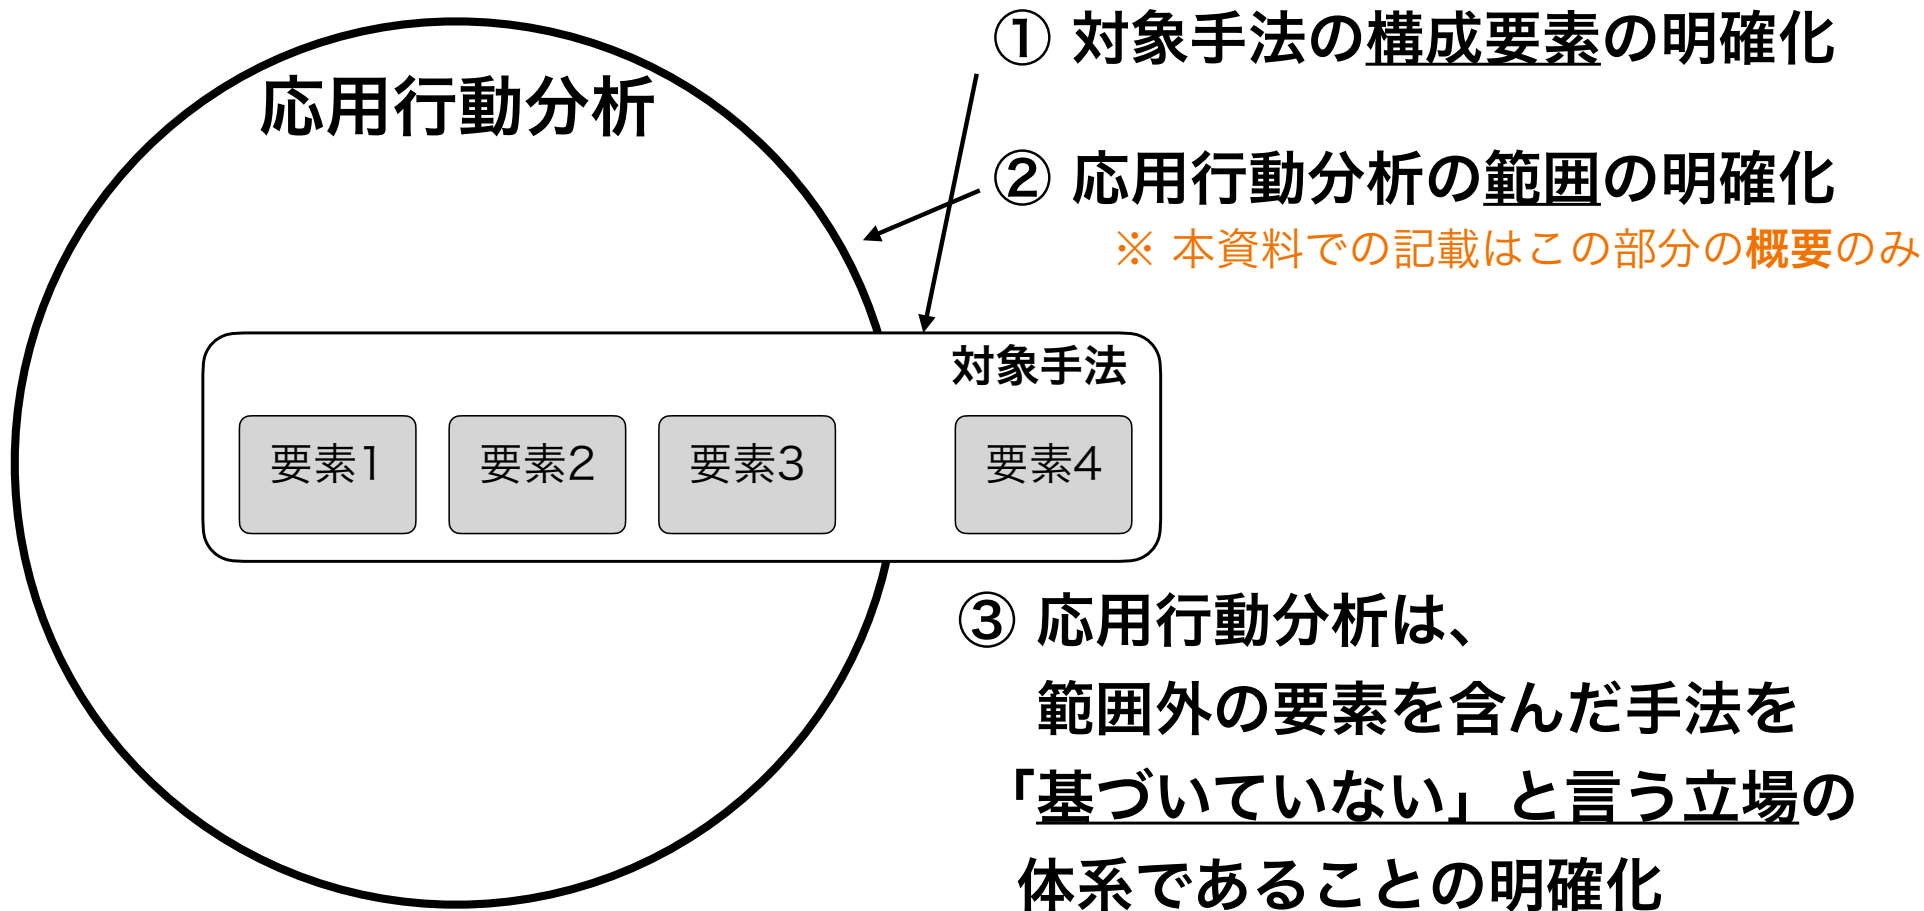 ① 対象手法の構成要素の明確化
応用行動分析
② 応用行動分析の範囲の明確化
※ 本資料での記載はこの部分の概要のみ
対象手法
要素1
要素2
要素3
要素4
③ 応用行動分析は、
範囲外の要素を含んだ手法を
「基づいていない」と言う立場の
体系であることの明確化